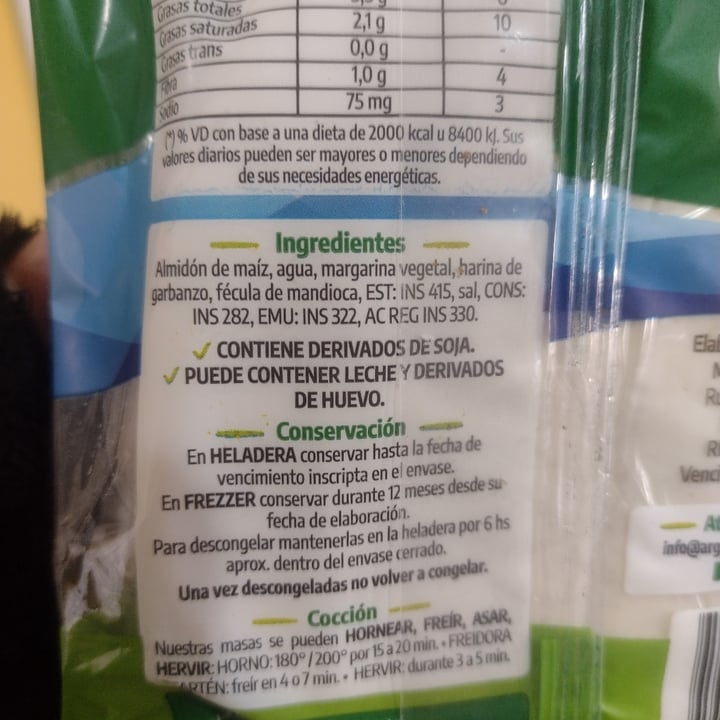 Grasas totales
Grasas saturadas 2,1 g 10
Grasas trans 0,0 g -
Fibra 1,0 g 4
Sodio 75 mg 3
(*) % VD con base a una dieta de 2000 kcal u 8400 kJ. Sus
valores diarios pueden ser mayores o menores dependiendo
de sus necesidades energéticas.
Ingredientes
Almidón de maíz, agua, margarina vegetal, harina de
garbanzo, fécula de mandioca, EST: INS 415, sal, CONS:
INS 282, EMU: INS 322, AC REG INS 330.
CONTIENE DERIVADOS DE SOJA.
PUEDE CONTENER LECHE Y DERIVADOS
DE HUEVO.
Conservación
En HELADERA conservar hasta la fecha de
vencimiento inscripta en el envase.
En FREZZER conservar durante 12 meses desde su
fecha de elaboración.
Para descongelar mantenerlas en la heladera por 6 hs
aprox. dentro del envase cerrado.
Una vez descongeladas no volver a congelar.
Cocción
Nuestras masas se pueden HORNEAR, FREÍR, ASAR,
HERVIR: HORNO: 180º/200º por 15 a 20 min. • FREIDORA
ARTÉN: freír en 4 o 7 min. • HERVIR: durante 3 a 5 min.
Elab
Venci
info@arg